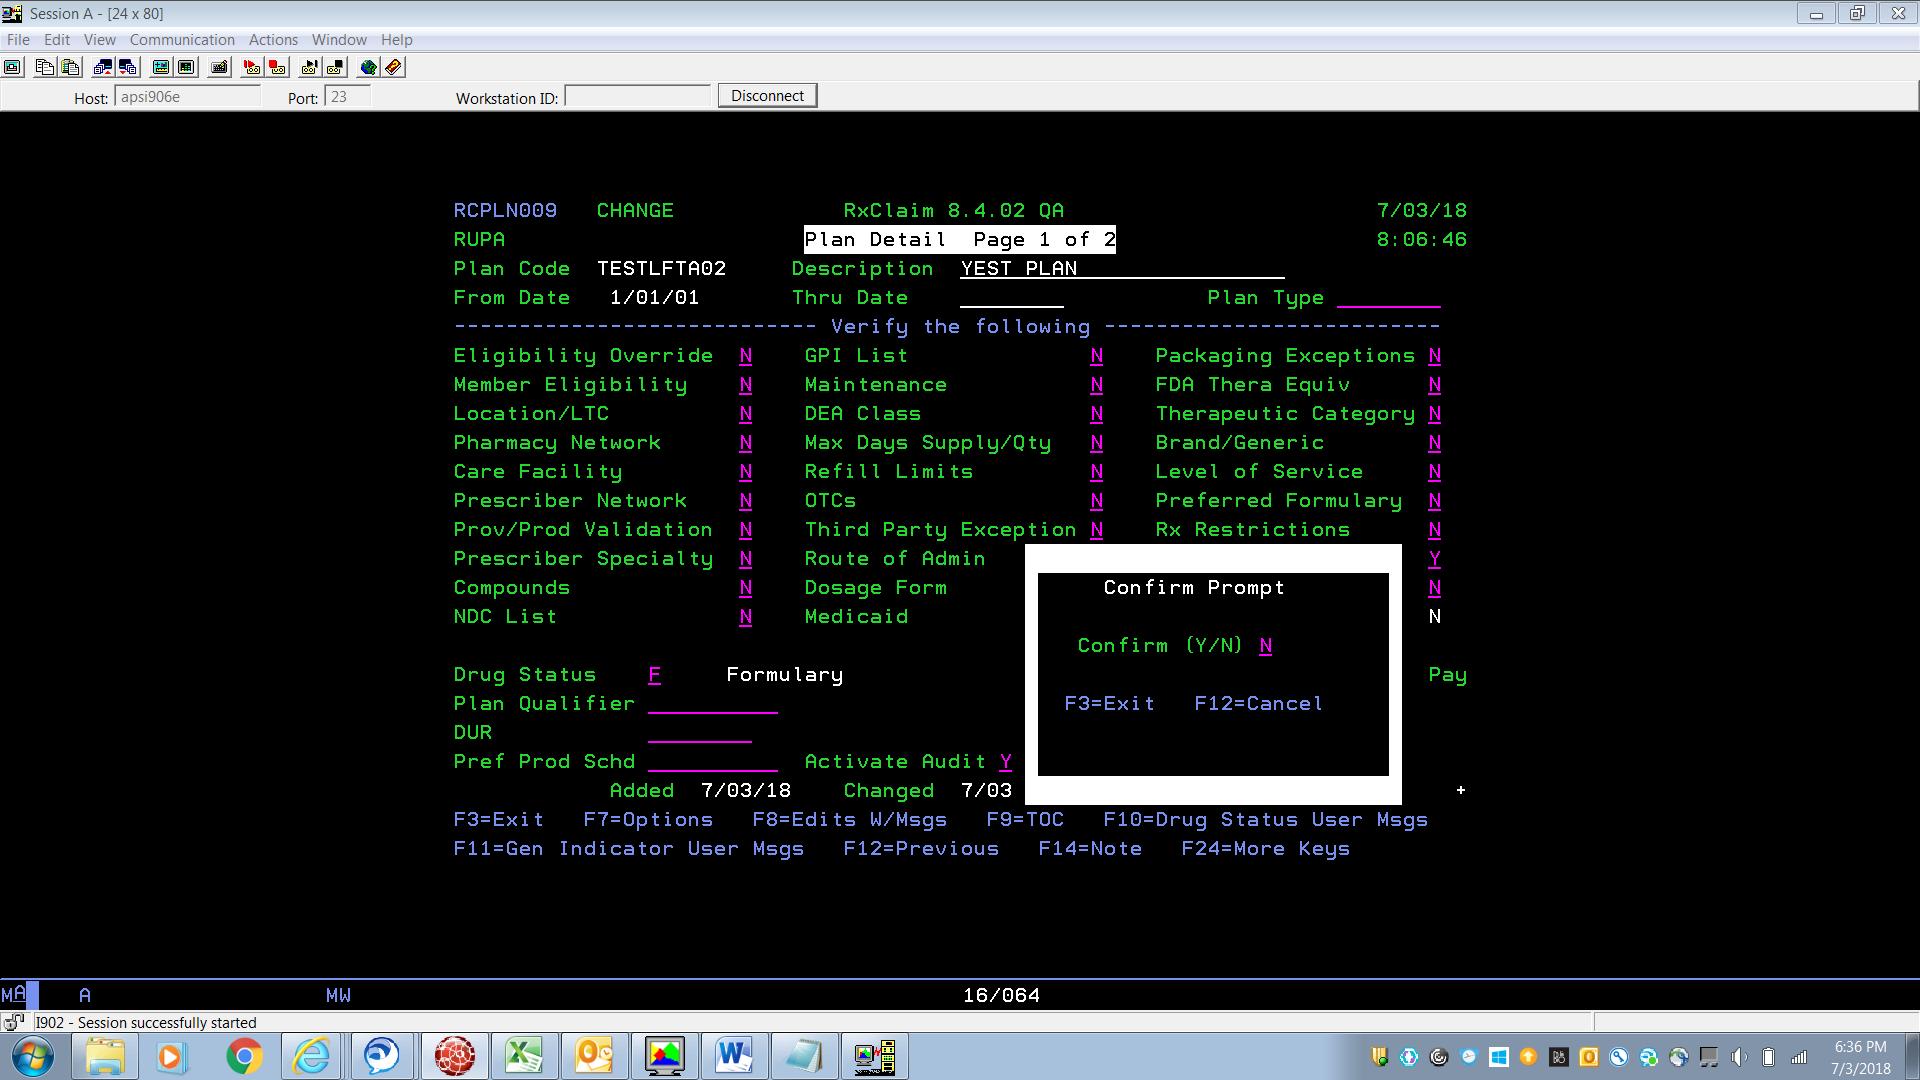 Session A - [24 x 80]
File Edit View Communication Actions Window Help
Host: apsi906e Port: 23 Workstation ID: Disconnect
RCPLN009 CHANGE RxClaim 8.4.02 QA 7/03/18
RUPA Plan Detail Page 1 of 2 8:06:46
Plan Code TESTLFTA02 Description YEST PLAN
From Date 1/01/01 Thru Date Plan Type
---------------------------- Verify the following --------------------------
Eligibility Override N GPI List N Packaging Exceptions N
Member Eligibility N Maintenance N FDA Thera Equiv N
Location/LTC N DEA Class N Therapeutic Category N
Pharmacy Network N Max Days Supply/Qty N Brand/Generic N
Care Facility N Refill Limits N Level of Service N
Prescriber Network N OTCs N Preferred Formulary N
Prov/Prod Validation N Third Party Exception N Rx Restrictions N
Prescriber Specialty N Route of Admin Y
Compounds N Dosage Form Confirm Prompt N
NDC List N Medicaid N
Confirm (Y/N) N
Drug Status F Formulary Pay
Plan Qualifier F3=Exit F12=Cancel
DUR
Pref Prod Schd Activate Audit Y
Added 7/03/18 Changed 7/03 +
F3=Exit F7=Options F8=Edits W/Msgs F9=TOC F10=Drug Status User Msgs
F11=Gen Indicator User Msgs F12=Previous F14=Note F24=More Keys
MA A MW 16/064
I902 - Session successfully started
6:36 PM
7/3/2018